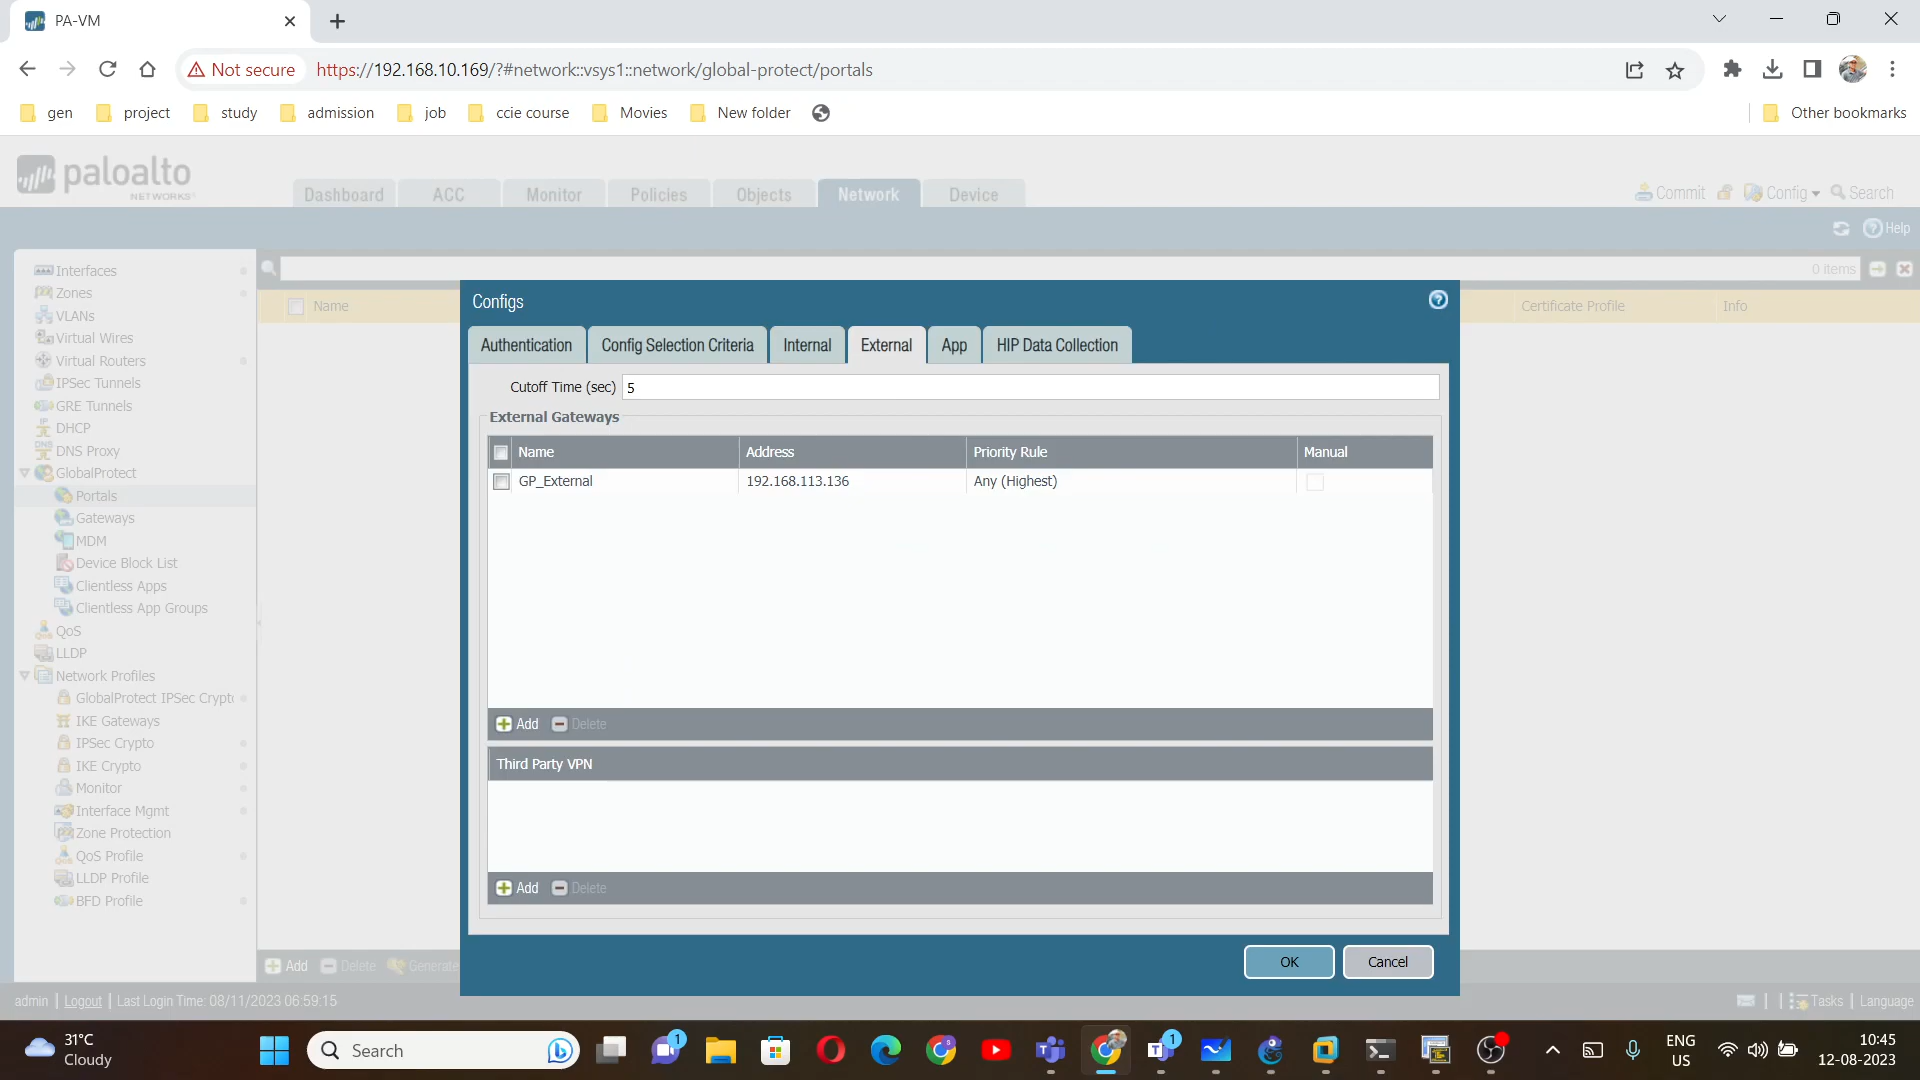 PA-VM
Not secure https://192.168.10.169/?#network::vsys1::network/global-protect/portals
gen project study admission job ccie course Movies New folder Other bookmarks
paloalto
NETWORKS
Dashboard ACC Monitor Policies Objects Network Device
Commit Config Search
Help
Interfaces
Zones
VLANs
Virtual Wires
Virtual Routers
IPSec Tunnels
GRE Tunnels
DHCP
DNS Proxy
GlobalProtect
Portals
Gateways
MDM
Device Block List
Clientless Apps
Clientless App Groups
QoS
LLDP
Network Profiles
GlobalProtect IPSec Crypt
IKE Gateways
IPSec Crypto
IKE Crypto
Monitor
Interface Mgmt
Zone Protection
QoS Profile
LLDP Profile
BFD Profile
0 items
Name Certificate Profile Info
Configs
Authentication Config Selection Criteria Internal External App HIP Data Collection
Cutoff Time (sec) 5
External Gateways
Name Address Priority Rule Manual
GP_External 192.168.113.136 Any (Highest)
Add Delete
Third Party VPN
Add Delete
OK Cancel
Add Delete Generate
admin | Logout | Last Login Time: 08/11/2023 06:59:15
Tasks | Language
31°C
Cloudy
Search
1
1
ENG
US
10:45
12-08-2023